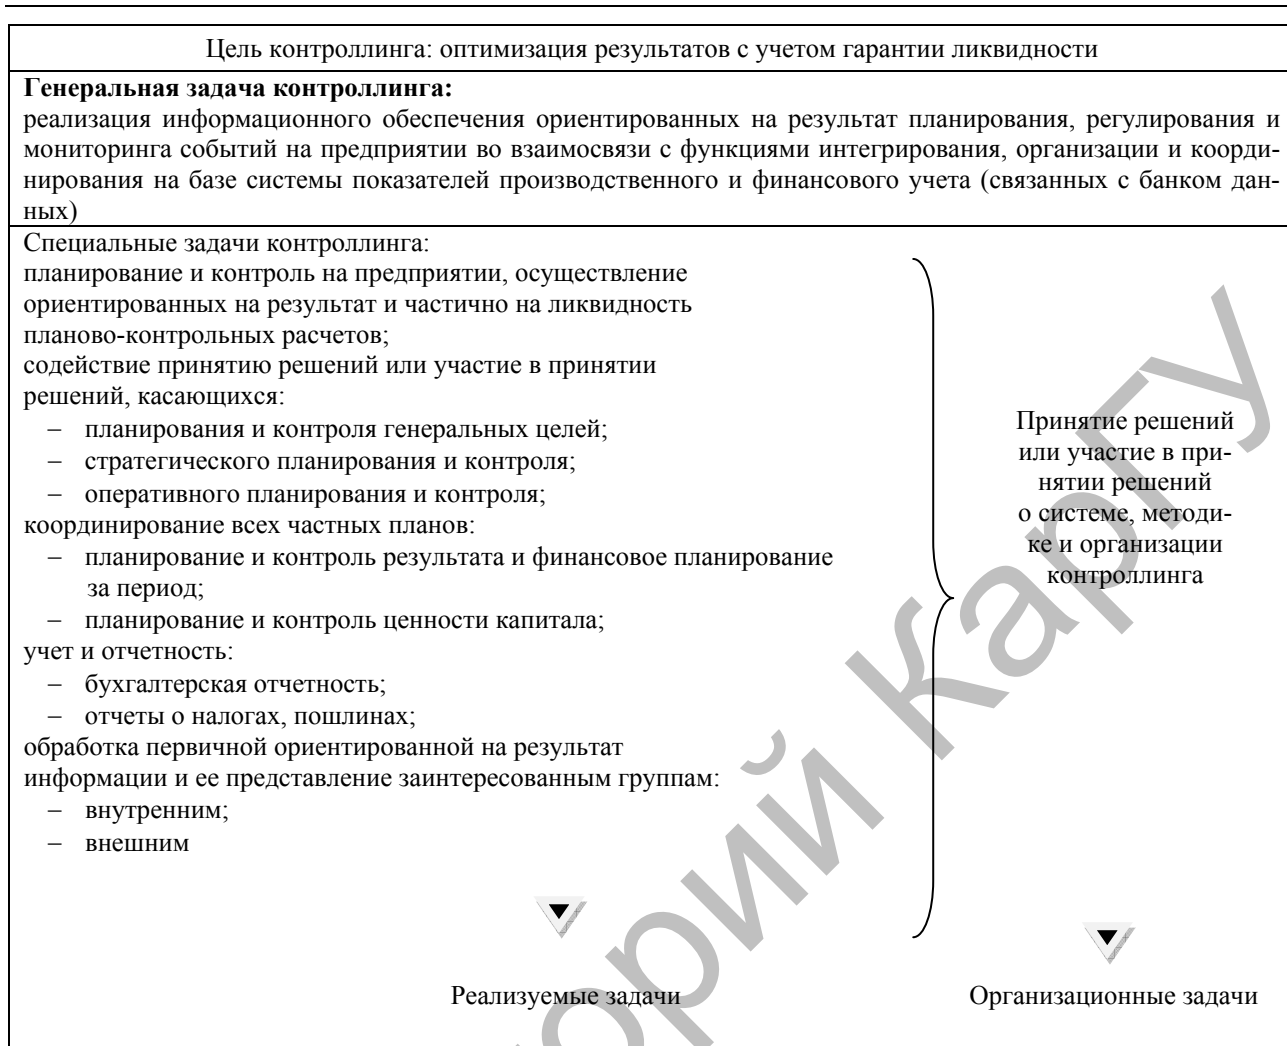 Цель контроллинга: оптимизация результатов с учетом гарантии ликвидности
Генеральная задача контроллинга:
реализация информационного обеспечения ориентированных на результат планирования, регулирования и
мониторинга событий на предприятии во взаимосвязи с функциями интегрирования, организации и коорди-
нирования на базе системы показателей производственного и финансового учета (связанных с банком дан-
ных)
Специальные задачи контроллинга:
планирование и контроль на предприятии, осуществление
ориентированных на результат и частично на ликвидность
планово-контрольных расчетов;
содействие принятию решений или участие в принятии
решений, касающихся:
– планирования и контроля генеральных целей;
– стратегического планирования и контроля;
– оперативного планирования и контроля;
координирование всех частных планов:
– планирование и контроль результата и финансовое планирование
за период;
– планирование и контроль ценности капитала;
учет и отчетность:
– бухгалтерская отчетность;
– отчеты о налогах, пошлинах;
обработка первичной ориентированной на результат
информации и ее представление заинтересованным группам:
– внутренним;
– внешним
Принятие решений
или участие в при-
нятии решений
о системе, методи-
ке и организации
контроллинга
Реализуемые задачи
Организационные задачи
орий КарГУ